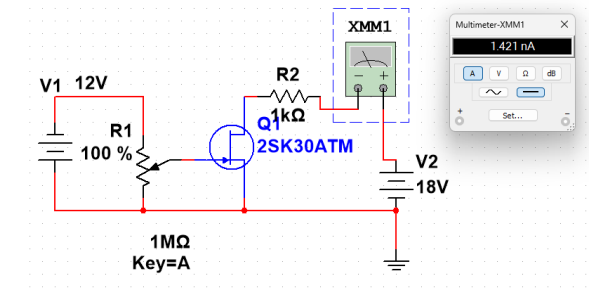 XMM1
Multimeter-XMM1
1.421 nA
A
V
Ω
dB
Set...
+
-
V1 12V
R1
100 %
1MΩ
Key=A
R2
1kΩ
Q1
2SK30ATM
- +
V2
18V